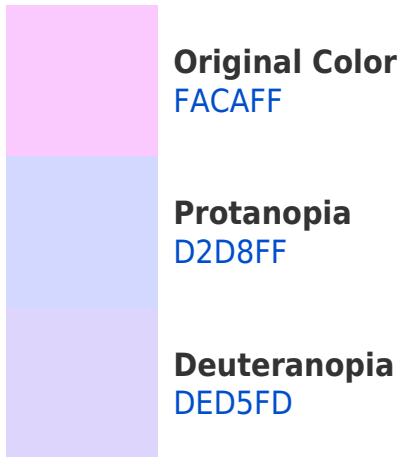 Original Color
FACAFF
Protanopia
D2D8FF
Deuteranopia
DED5FD